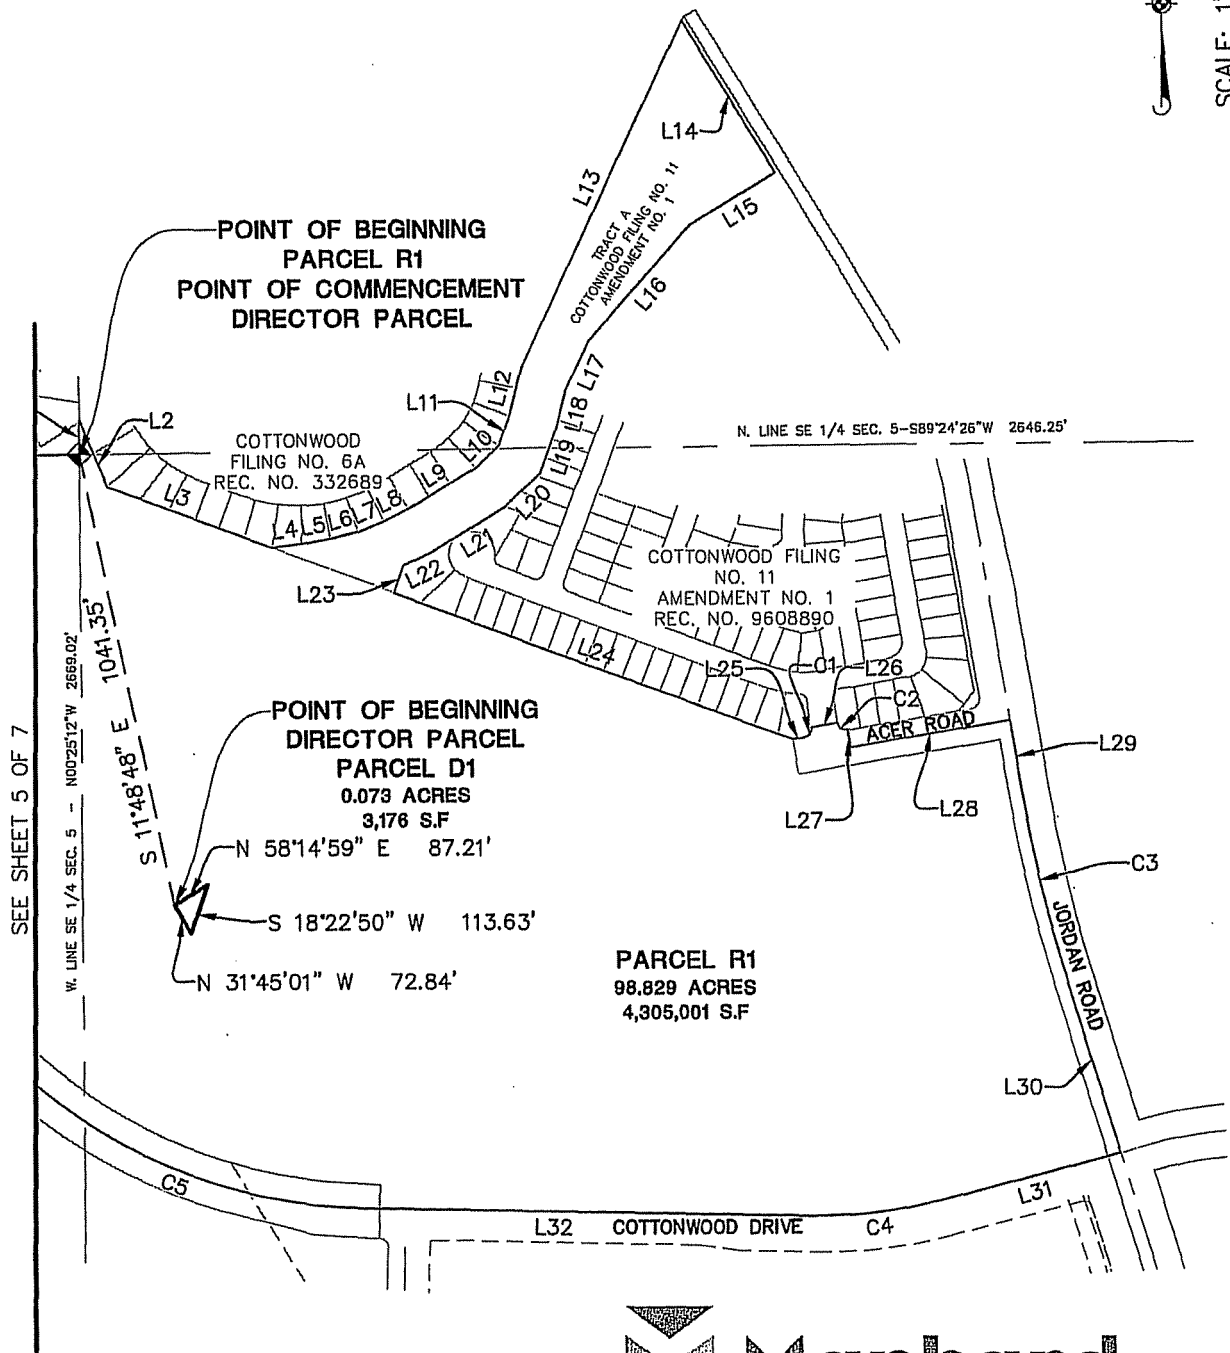 SCALE: 1"
L14
L13
TRACT A
COTTONWOOD FILING NO. 11
AMENDMENT NO. 1
L15
L16
POINT OF BEGINNING
PARCEL R1
POINT OF COMMENCEMENT
DIRECTOR PARCEL
L17
L12
L11
L18
L2
L10
L19
COTTONWOOD
FILING NO. 6A
REC. NO. 332689
N. LINE SE 1/4 SEC. 5-S89°24'26"W 2646.25'
L9
L3
L8
L7
L6
L5
L4
L20
L21
L22
L23
COTTONWOOD FILING
NO. 11
AMENDMENT NO. 1
REC. NO. 9608890
L24
L25
C1
L26
C2
ACER ROAD
L29
L27
L28
S 11°48'48" E 1041.35'
W. LINE SE 1/4 SEC. 5 - N00°25'12"W 2669.02'
SEE SHEET 5 OF 7
POINT OF BEGINNING
DIRECTOR PARCEL
PARCEL D1
0.073 ACRES
3,176 S.F
N 58°14'59" E 87.21'
S 18°22'50" W 113.63'
N 31°45'01" W 72.84'
C3
JORDAN ROAD
PARCEL R1
98.829 ACRES
4,305,001 S.F
L30
C5
L31
L32
COTTONWOOD DRIVE
C4